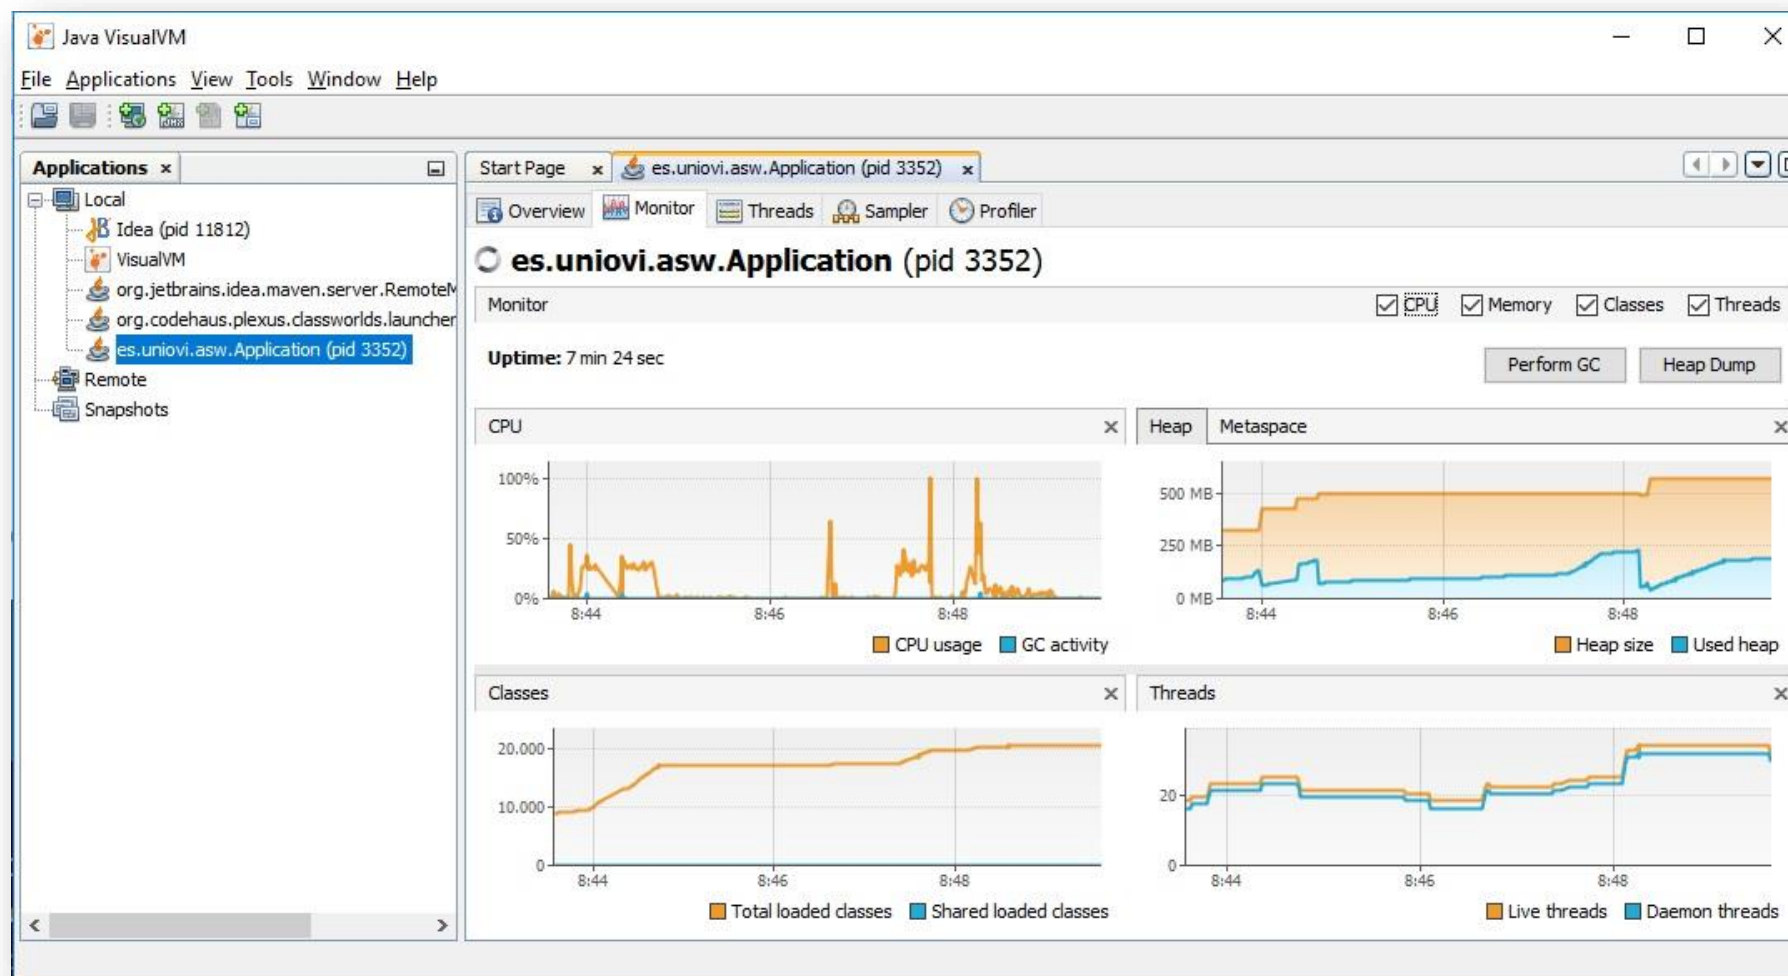 Java VisualVM
File Applications View Tools Window Help
Applications
Local
Idea (pid 11812)
VisualVM
org.jetbrains.idea.maven.server.RemoteM
org.codehaus.plexus.classworlds.launcher
es.uniovi.asw.Application (pid 3352)
Remote
Snapshots
Start Page es.uniovi.asw.Application (pid 3352)
Overview Monitor Threads Sampler Profiler
es.uniovi.asw.Application (pid 3352)
Monitor CPU Memory Classes Threads
Uptime: 7 min 24 sec Perform GC Heap Dump
CPU
100%
50%
0%
8:44 8:46 8:48
CPU usage GC activity
Heap Metaspace
500 MB
250 MB
0 MB
8:44 8:46 8:48
Heap size Used heap
Classes
20.000
10.000
0
8:44 8:46 8:48
Total loaded classes Shared loaded classes
Threads
20
0
8:44 8:46 8:48
Live threads Daemon threads